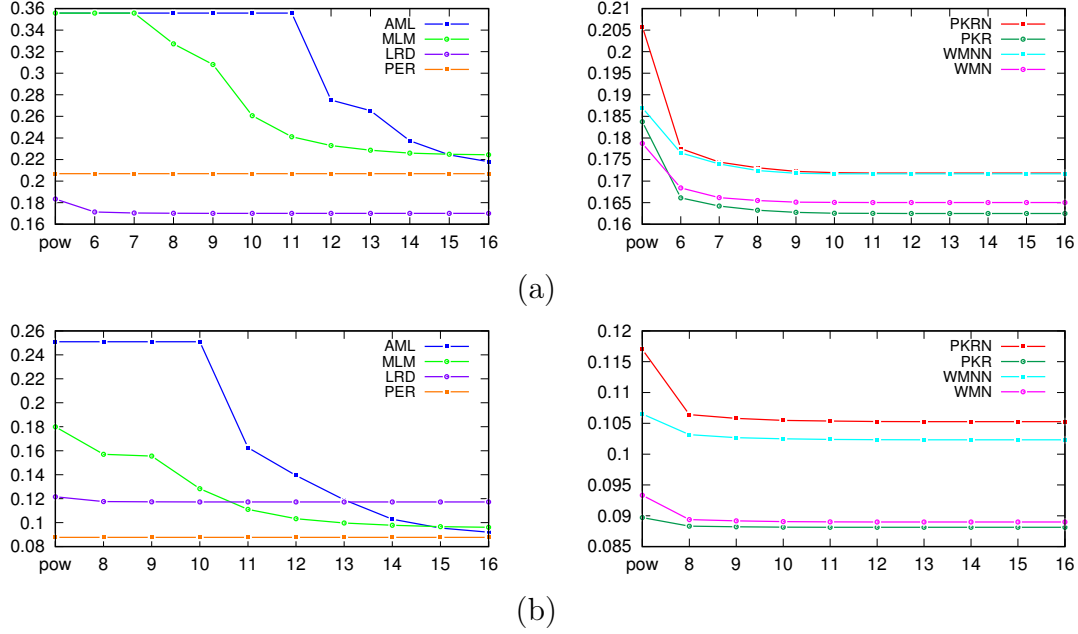 0.36
0.34
0.32
0.3
0.28
0.26
0.24
0.22
0.2
0.18
0.16
pow 6 7 8 9 10 11 12 13 14 15 16
AML
MLM
LRD
PER
0.21
0.205
0.2
0.195
0.19
0.185
0.18
0.175
0.17
0.165
0.16
pow 6 7 8 9 10 11 12 13 14 15 16
PKRN
PKR
WMNN
WMN
(a)
0.26
0.24
0.22
0.2
0.18
0.16
0.14
0.12
0.1
0.08
pow 8 9 10 11 12 13 14 15 16
AML
MLM
LRD
PER
0.12
0.115
0.11
0.105
0.1
0.095
0.09
0.085
pow 8 9 10 11 12 13 14 15 16
PKRN
PKR
WMNN
WMN
(b)